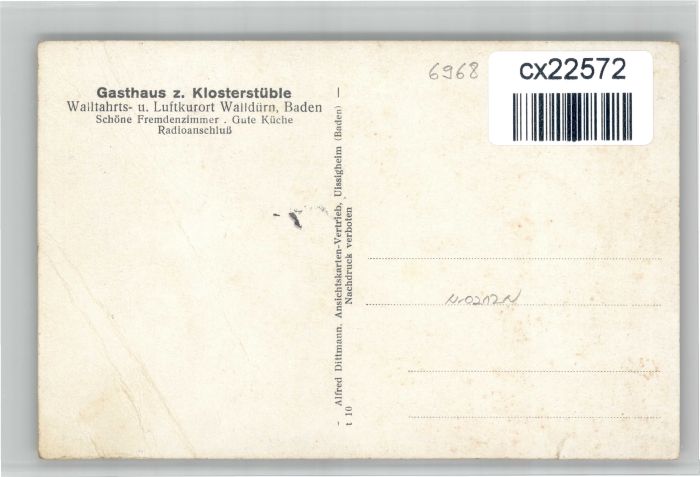 Gasthaus z. Klosterstüble
Wallfahrts- u. Luftkurort Walldürn, Baden
Schöne Fremdenzimmer . Gute Küche
Radioanschluß
6968
cx22572
- Alfred Dittmann, Ansichtskarten-Vertrieb, Uissigheim (Baden) -
t 10 Nachdruck verboten